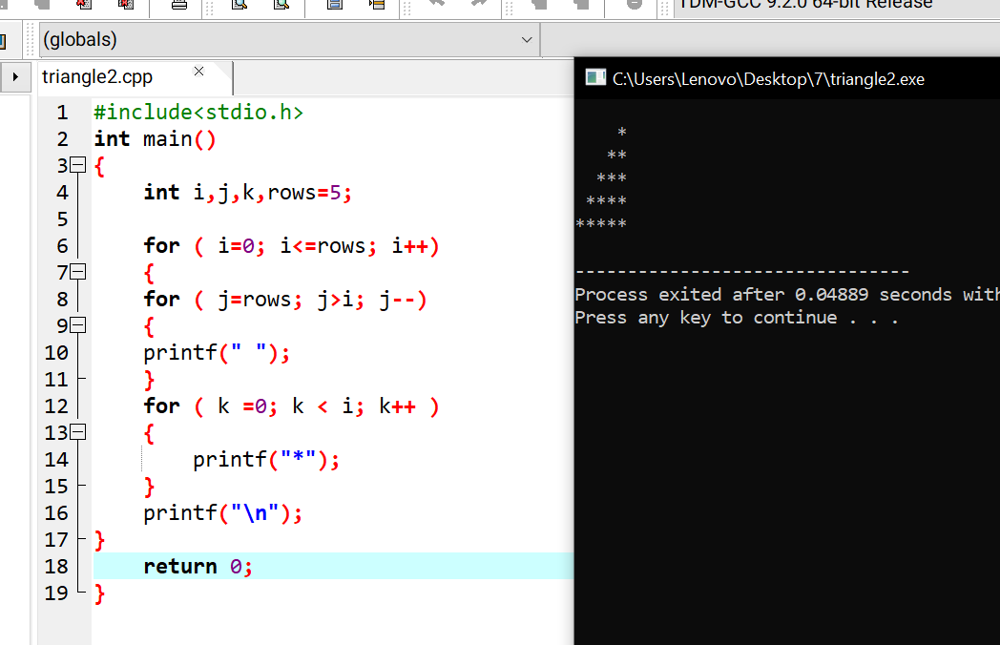 TDM-GCC 9.2.0 64-bit Release
(globals)
triangle2.cpp
1 #include<stdio.h>
2 int main()
3 {
4 int i,j,k,rows=5;
5
6 for ( i=0; i<=rows; i++)
7 {
8 for ( j=rows; j>i; j--)
9 {
10 printf(" ");
11 }
12 for ( k =0; k < i; k++ )
13 {
14 printf("*");
15 }
16 printf("\n");
17 }
18 return 0;
19 }
C:\Users\Lenovo\Desktop\7\triangle2.exe
*
**
***
****
*****
--------------------------------
Process exited after 0.04889 seconds with
Press any key to continue . . .